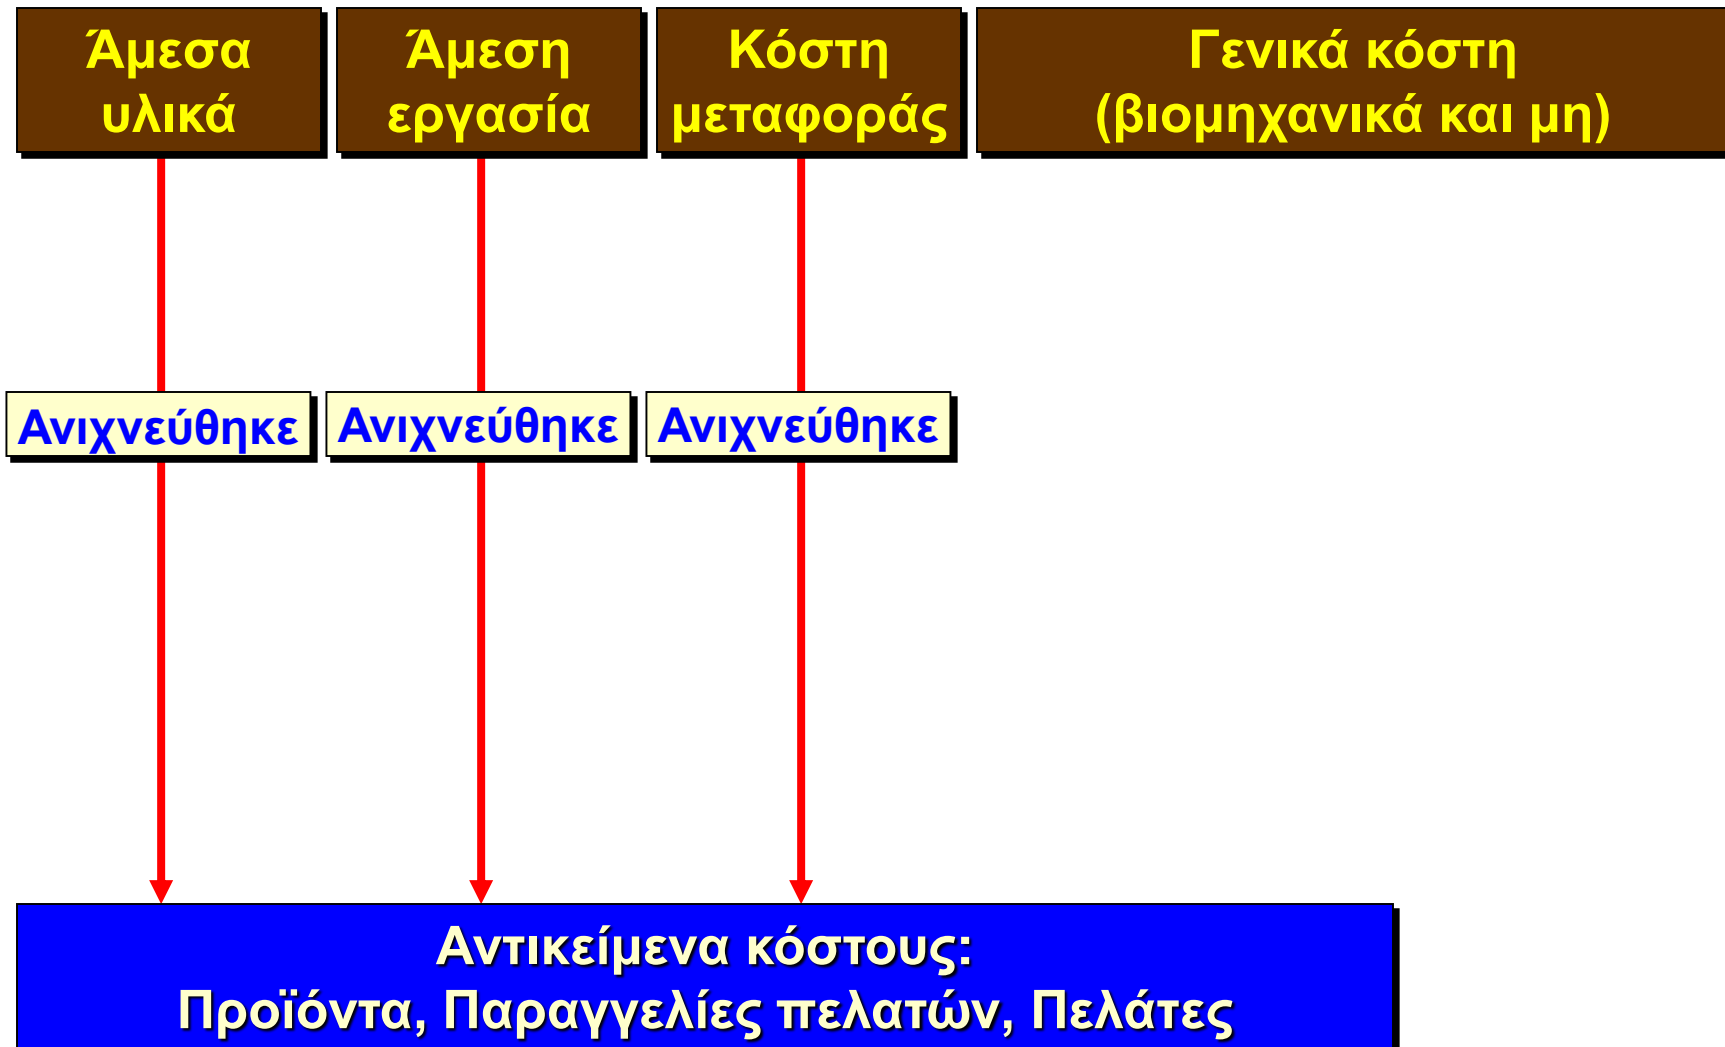 Άμεσα
υλικά
Άμεση
εργασία
Κόστη
μεταφοράς
Γενικά κόστη
(βιομηχανικά και μη)
Ανιχνεύθηκε
Ανιχνεύθηκε
Ανιχνεύθηκε
Αντικείμενα κόστους:
Προϊόντα, Παραγγελίες πελατών, Πελάτες